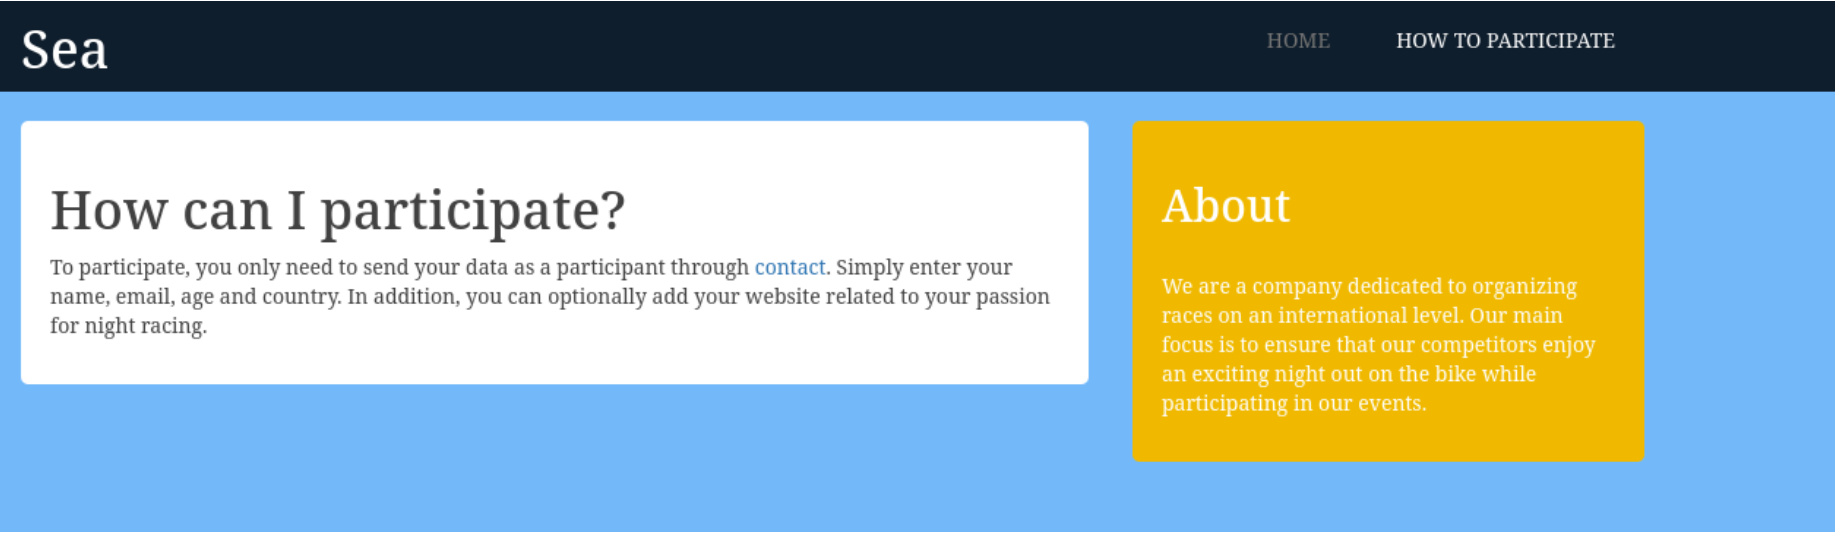 Sea
HOME
HOW TO PARTICIPATE
How can I participate?
To participate, you only need to send your data as a participant through contact. Simply enter your
name, email, age and country. In addition, you can optionally add your website related to your passion
for night racing.
About
We are a company dedicated to organizing
races on an international level. Our main
focus is to ensure that our competitors enjoy
an exciting night out on the bike while
participating in our events.